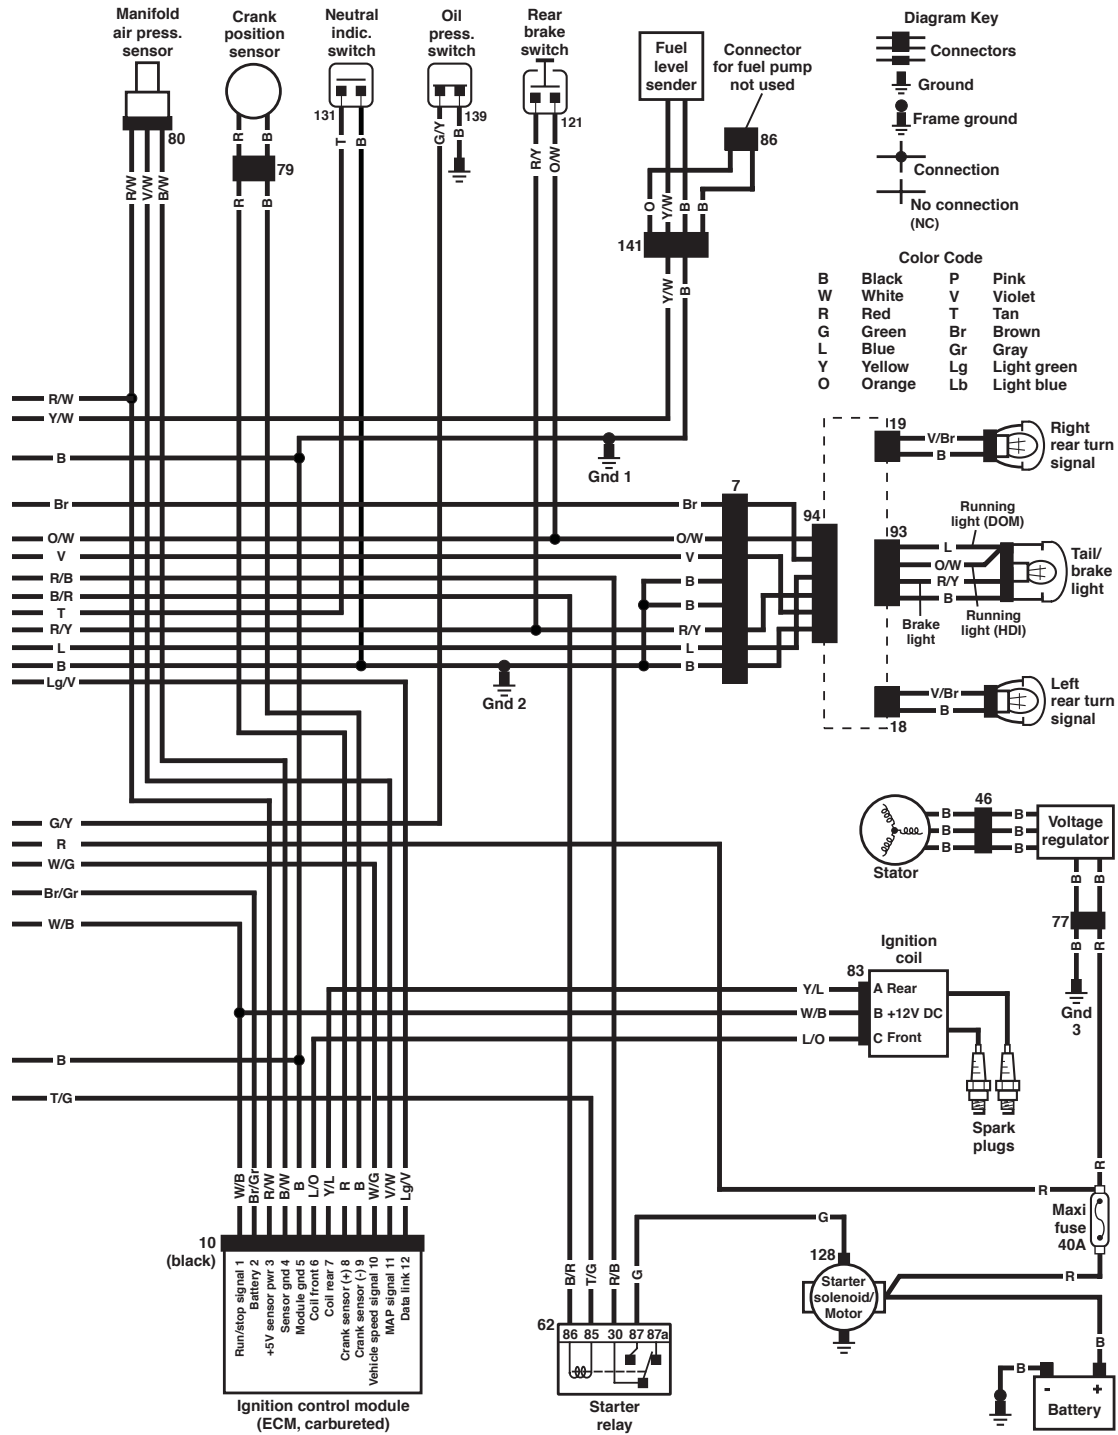 Manifold
air press.
sensor
Crank
position
sensor
Neutral
indic.
switch
Oil
press.
switch
Rear
brake
switch
Fuel
level
sender
Connector
for fuel pump
not used
Diagram Key
Connectors
Ground
Frame ground
Connection
No connection
(NC)
80
79
131
139
121
86
141
R
B
R
B
R/W
V/W
B/W
T
B
G/Y
B
R/Y
O/W
O
Y/W
B
B
Y/W
B
Color Code
B Black P Pink
W White V Violet
R Red T Tan
G Green Br Brown
L Blue Gr Gray
Y Yellow Lg Light green
O Orange Lb Light blue
R/W
Y/W
B
Gnd 1
Br
O/W
V
R/B
B/R
T
R/Y
L
B
Lg/V
Gnd 2
7
Br
O/W
V
B
B
R/Y
L
B
94
19
V/Br
B
Right
rear turn
signal
93
Running
light (DOM)
L
O/W
R/Y
B
Brake
light
Running
light (HDI)
Tail/
brake
light
V/Br
B
18
Left
rear turn
signal
G/Y
R
W/G
Br/Gr
W/B
Stator
B
B
B
46
B
B
B
Voltage
regulator
B
B
77
B
R
Gnd
3
Ignition
coil
83
Y/L
W/B
L/O
A Rear
B +12V DC
C Front
Spark
plugs
B
T/G
W/B
Br/Gr
R/W
B/W
B
L/O
Y/L
R
B
W/G
V/W
Lg/V
10
(black)
Run/stop signal 1
Battery 2
+5V sensor pwr 3
Sensor gnd 4
Module gnd 5
Coil front 6
Coil rear 7
Crank sensor (+) 8
Crank sensor (-) 9
Vehicle speed signal 10
MAP signal 11
Data link 12
Ignition control module
(ECM, carbureted)
B/R
T/G
R/B
G
62
86 85 30 87 87a
Starter
relay
G
128
Starter
solenoid/
Motor
R
R
Maxi
fuse
40A
R
B
B
- +
Battery